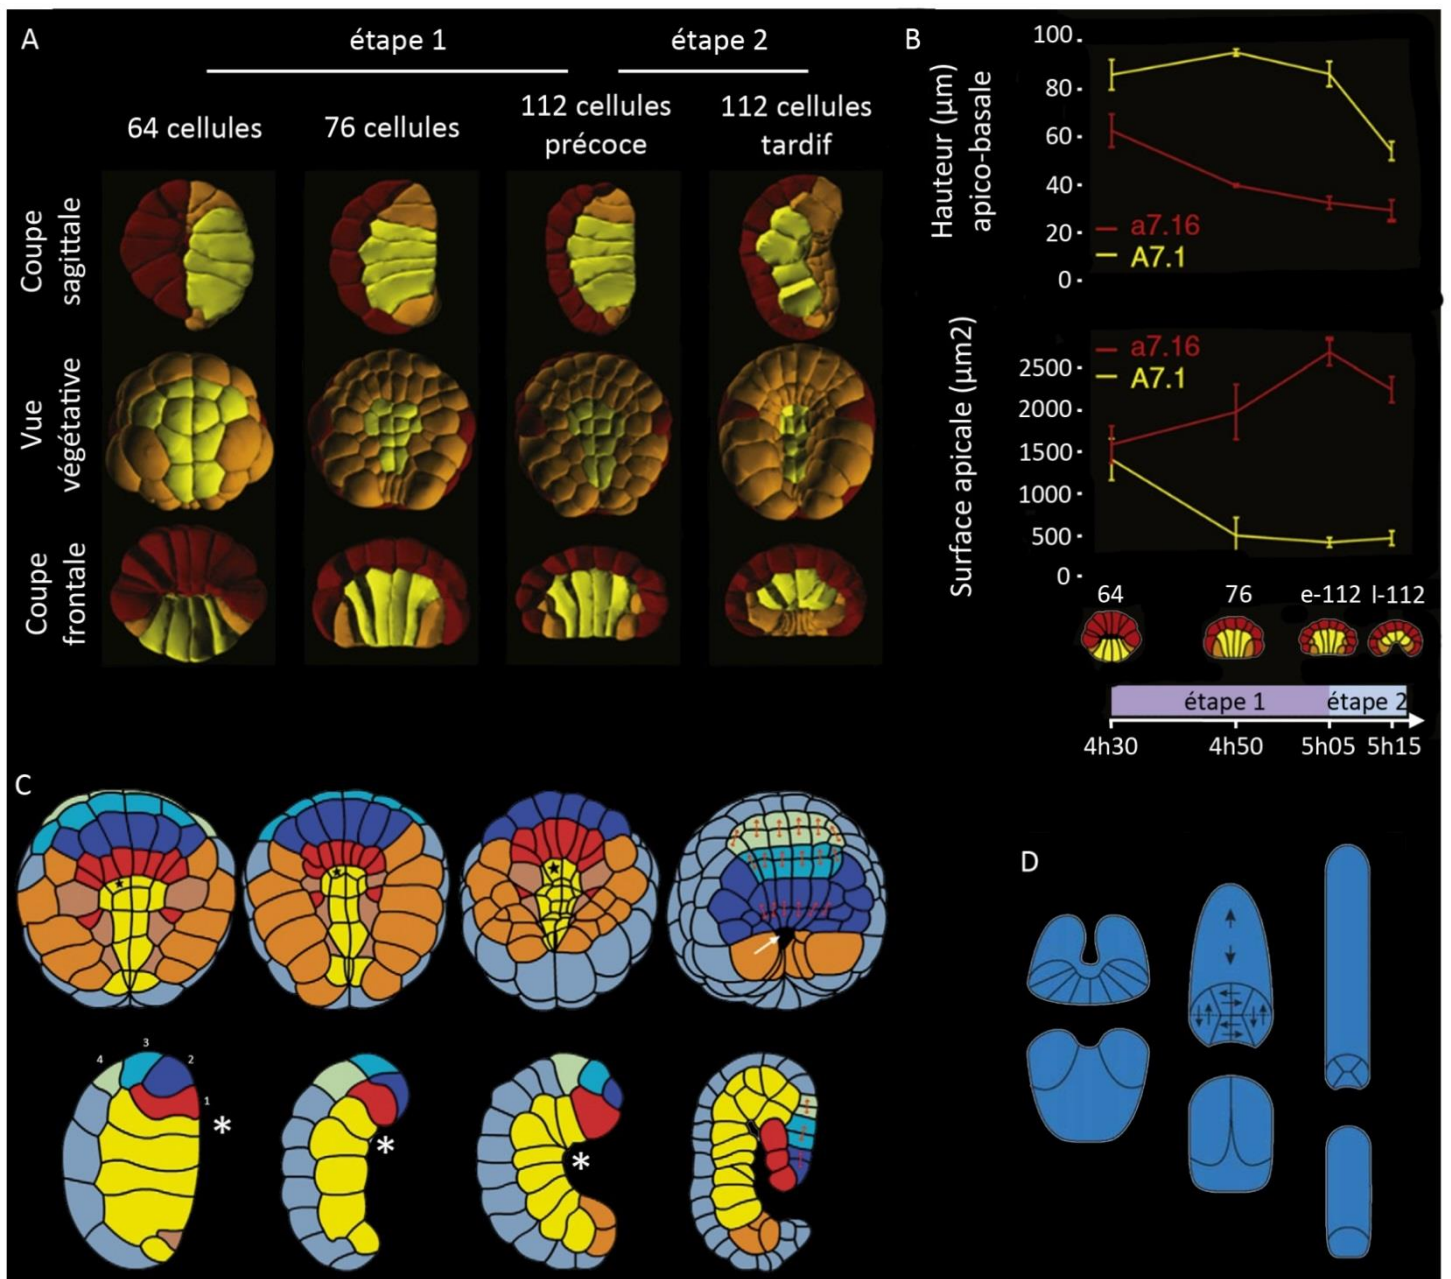 A
étape 1
étape 2
64 cellules
76 cellules
112 cellules
précoce
112 cellules
tardif
Coupe
sagittale
Vue
végétative
Coupe
frontale
B
Hauteur (µm)
apico-basale
100
80
60
40
20
0
a7.16
A7.1
Surface apicale (µm2)
a7.16
A7.1
2500
2000
1500
1000
500
0
64
76
e-112
l-112
étape 1
étape 2
4h30
4h50
5h05
5h15
C
4
3
2
1
*
*
*
D